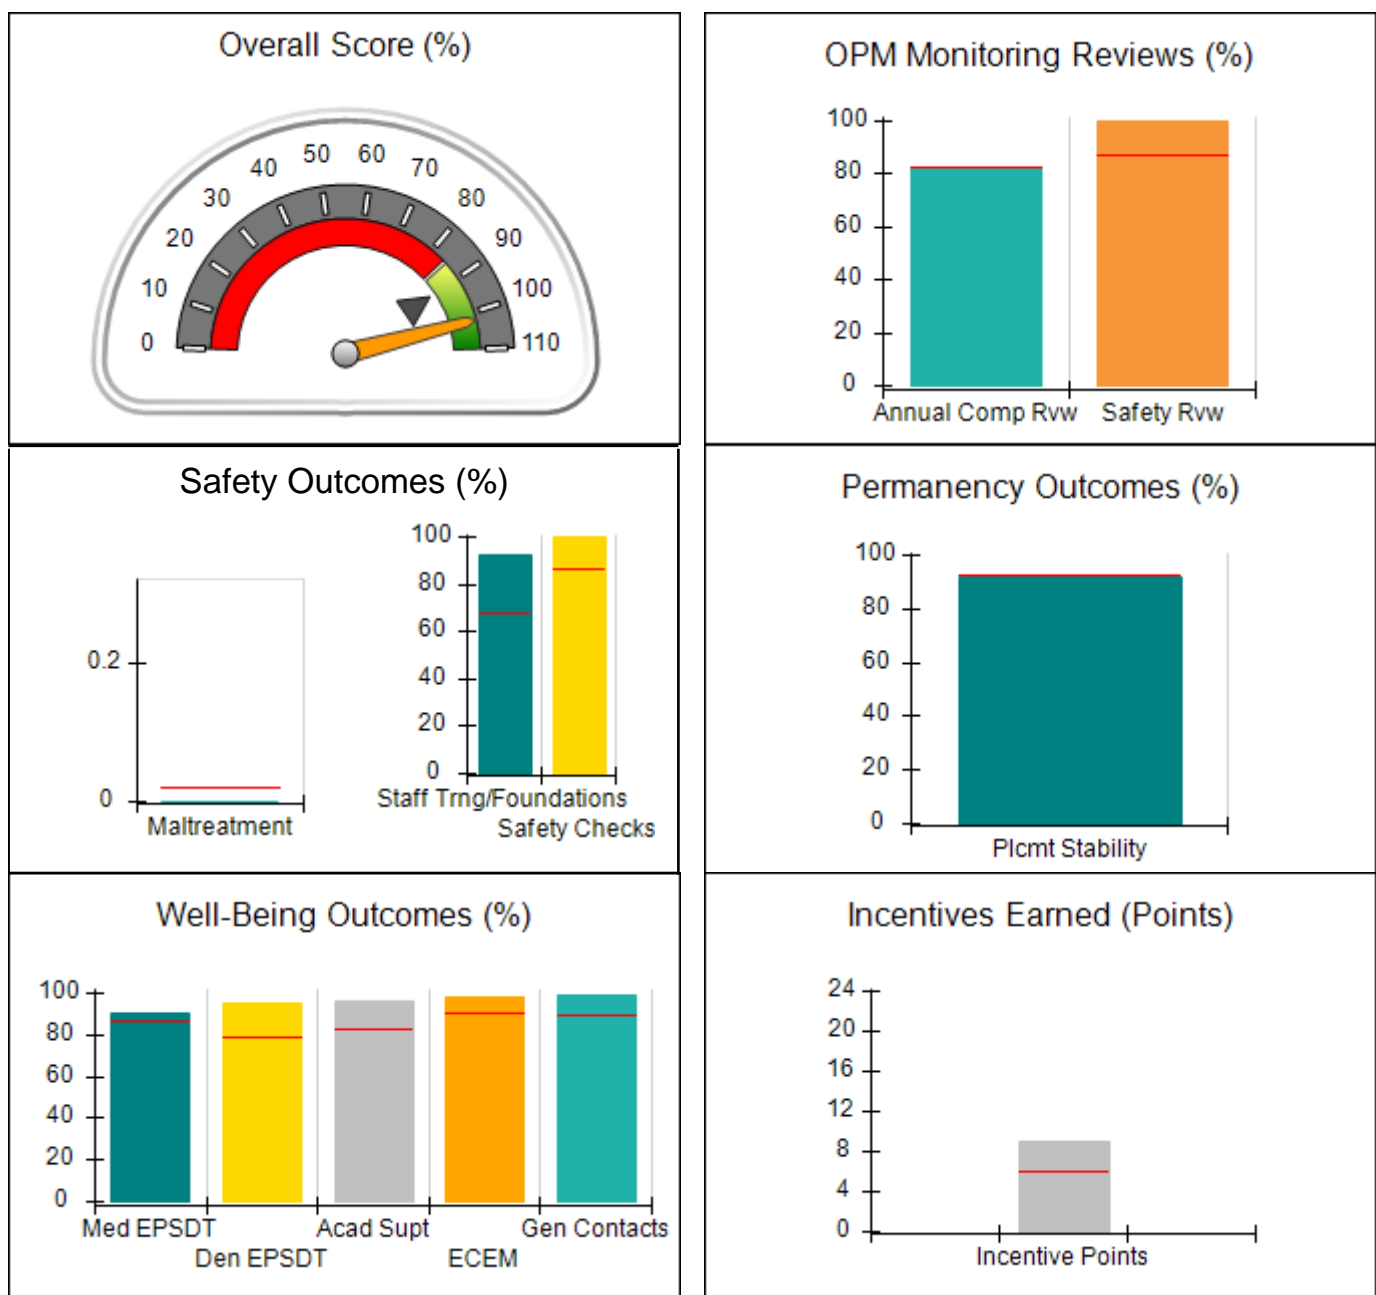 Overall Score (%)
0
10
20
30
40
50
60
70
80
90
100
110
OPM Monitoring Reviews (%)
100
80
60
40
20
0
Annual Comp Rvw
Safety Rvw
Safety Outcomes (%)
0.2
0
Maltreatment
100
80
60
40
20
0
Staff Trng/Foundations
Safety Checks
Permanency Outcomes (%)
100
80
60
40
20
0
Plcmt Stability
Well-Being Outcomes (%)
100
80
60
40
20
0
Med EPSDT
Den EPSDT
Acad Supt
ECEM
Gen Contacts
Incentives Earned (Points)
24
20
16
12
8
4
0
Incentive Points